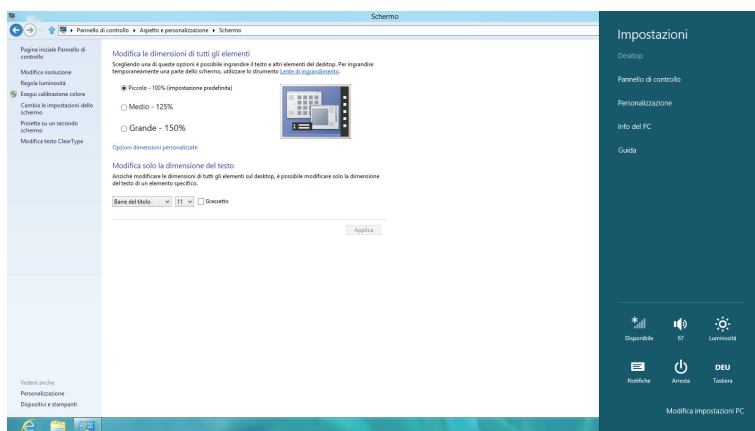 Schermo
Pannello di controllo ▸ Aspetto e personalizzazione ▸ Schermo
Pagina iniziale Pannello di
controllo
Modifica risoluzione
Regola luminosità
Esegui calibrazione colore
Cambia le impostazioni dello
schermo
Proietta su un secondo
schermo
Modifica testo ClearType
Vedere anche
Personalizzazione
Dispositivi e stampanti
Modifica le dimensioni di tutti gli elementi
Scegliendo una di queste opzioni è possibile ingrandire il testo e altri elementi del desktop. Per ingrandire
temporaneamente una parte dello schermo, utilizzare lo strumento Lente di ingrandimento.
Piccolo - 100% (impostazione predefinita)
Medio - 125%
Grande - 150%
Opzioni dimensioni personalizzate
Modifica solo la dimensione del testo
Anziché modificare le dimensioni di tutti gli elementi sul desktop, è possibile modificare solo la dimensione
del testo di un elemento specifico.
Barre del titolo 11 Grassetto
Applica
Impostazioni
Desktop
Pannello di controllo
Personalizzazione
Info del PC
Guida
Disponibile 67 Luminosità
DEU
Notifiche Arresta Tastiera
Modifica impostazioni PC